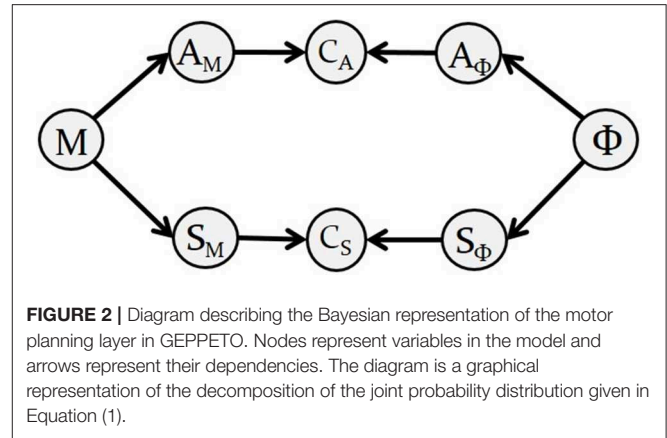 A_M C_A A_Φ
M Φ
S_M C_S S_Φ
FIGURE 2 | Diagram describing the Bayesian representation of the motor
planning layer in GEPPETO. Nodes represent variables in the model and
arrows represent their dependencies. The diagram is a graphical
representation of the decomposition of the joint probability distribution given in
Equation (1).